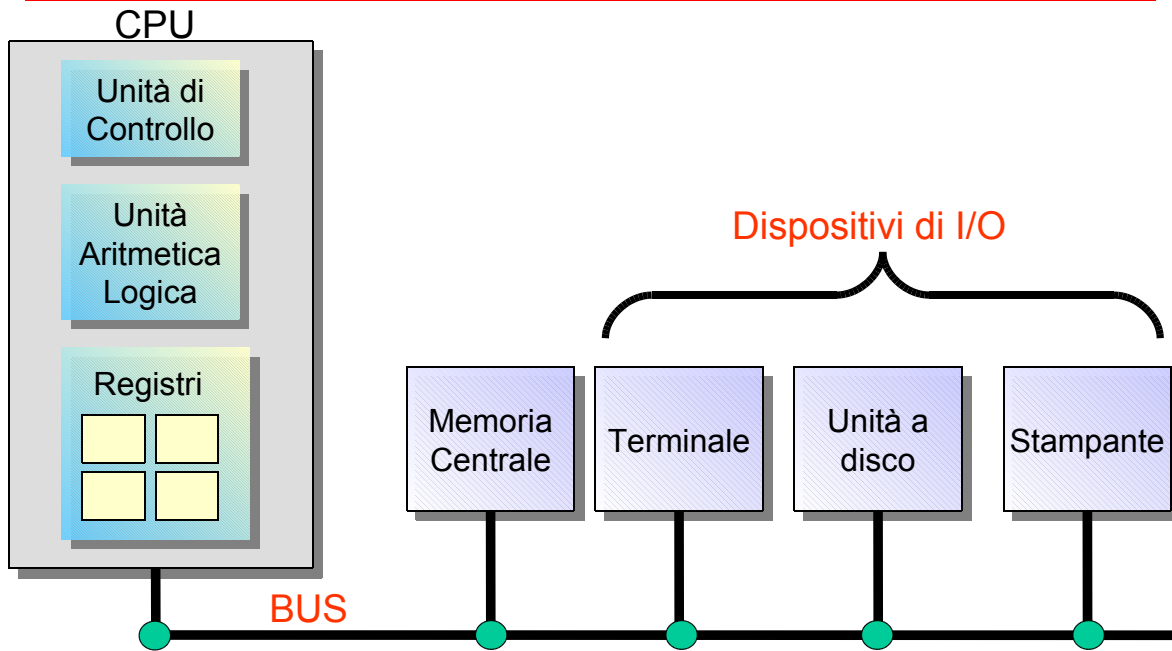 CPU
Unità di
Controllo
Unità
Aritmetica
Logica
Registri
Dispositivi di I/O
Memoria
Centrale
Terminale
Unità a
disco
Stampante
BUS